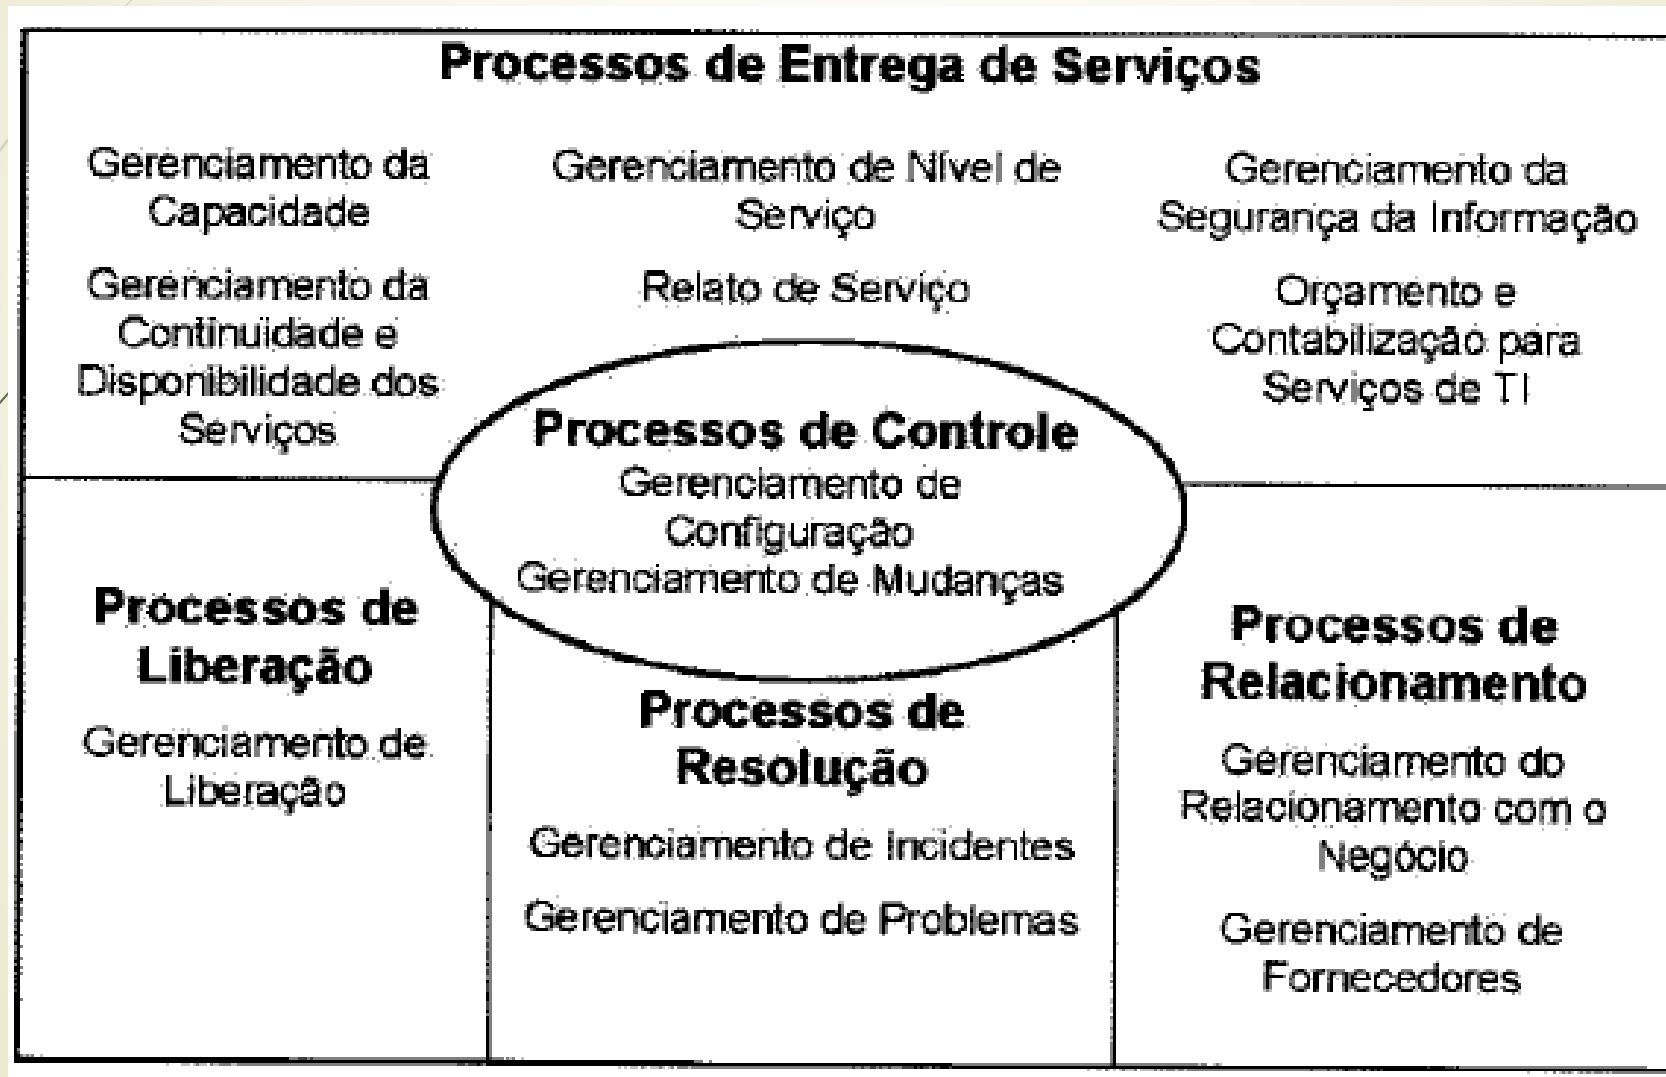 Processos de Entrega de Serviços
Gerenciamento da
Capacidade
Gerenciamento da
Continuidade e
Disponibilidade dos
Serviços
Gerenciamento de Nível de
Serviço
Relato de Serviço
Gerenciamento da
Segurança da Informação
Orçamento e
Contabilização para
Serviços de TI
Processos de Controle
Gerenciamento de
Configuração
Gerenciamento de Mudanças
Processos de
Liberação
Gerenciamento de
Liberação
Processos de
Resolução
Gerenciamento de Incidentes
Gerenciamento de Problemas
Processos de
Relacionamento
Gerenciamento do
Relacionamento com o
Negócio
Gerenciamento de
Fornecedores